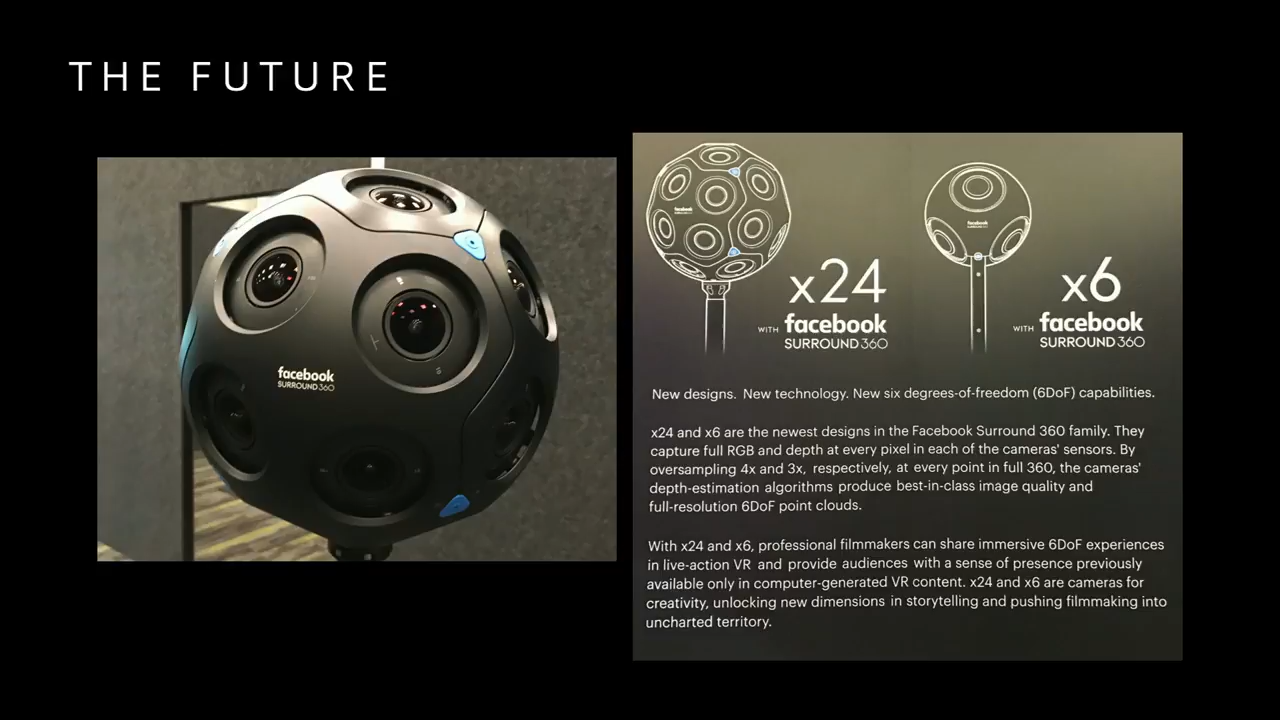 THE FUTURE
facebook
SURROUND360
facebook
facebook
x24
WITH facebook
SURROUND 360
x6
WITH facebook
SURROUND 360
New designs. New technology. New six degrees-of-freedom (6DoF) capabilities.
x24 and x6 are the newest designs in the Facebook Surround 360 family. They
capture full RGB and depth at every pixel in each of the cameras' sensors. By
oversampling 4x and 3x, respectively, at every point in full 360, the cameras'
depth-estimation algorithms produce best-in-class image quality and
full-resolution 6DoF point clouds.
With x24 and x6, professional filmmakers can share immersive 6DoF experiences
in live-action VR and provide audiences with a sense of presence previously
available only in computer-generated VR content. x24 and x6 are cameras for
creativity, unlocking new dimensions in storytelling and pushing filmmaking into
uncharted territory.